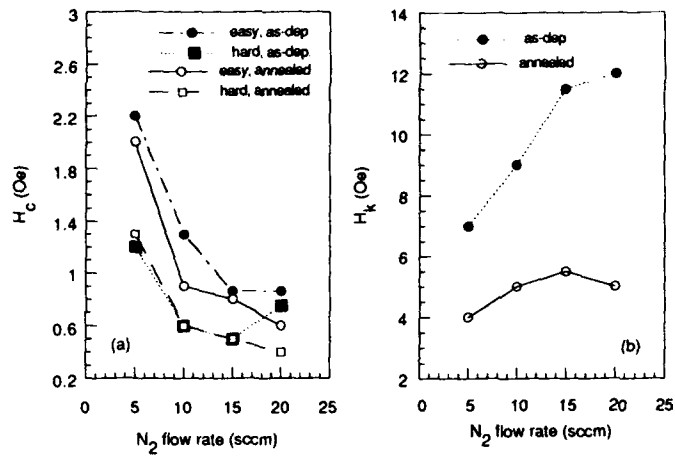 3
2.6
2.2
1.8
1.4
1
0.6
0.2
H_c (Oe)
easy, as-dep
hard, as-dep.
easy, annealed
hard, annealed
(a)
0 5 10 15 20 25
N_2 flow rate (sccm)
14
12
10
8
6
4
2
H_k (Oe)
as-dep
annealed
(b)
0 5 10 15 20 25
N_2 flow rate (sccm)